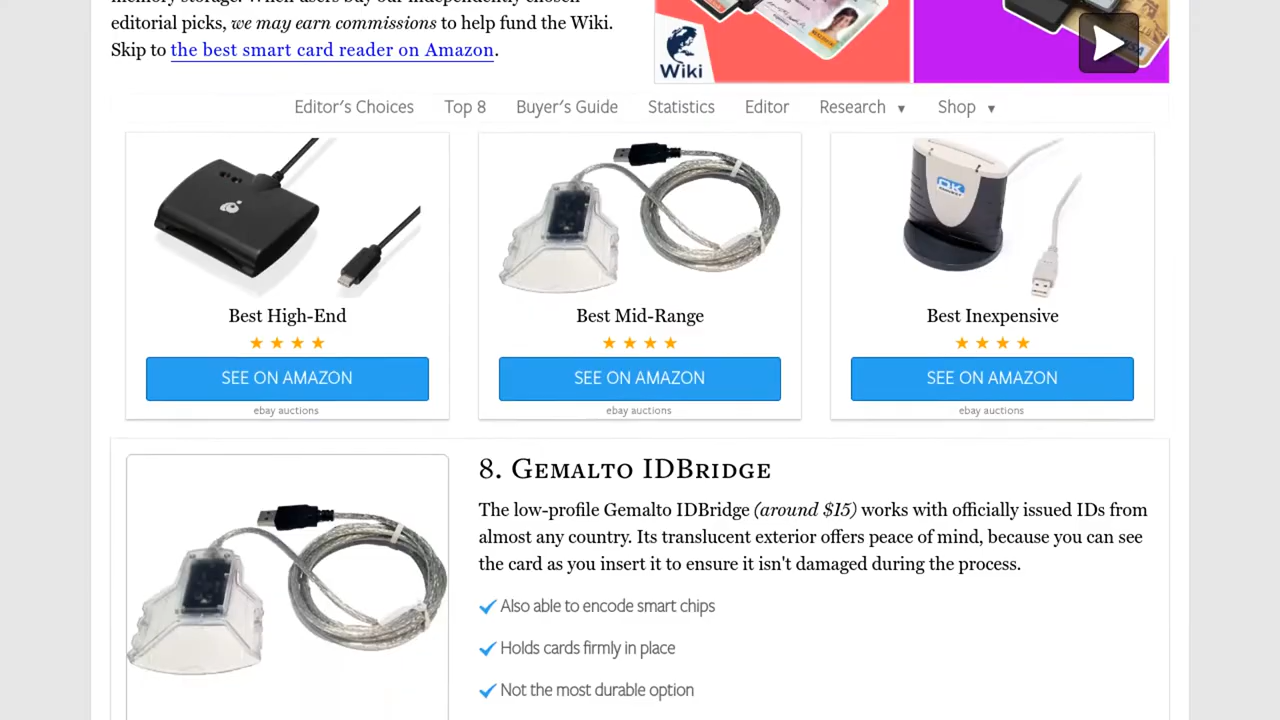 editorial picks, we may earn commissions to help fund the Wiki.
Skip to the best smart card reader on Amazon.
Wiki
VISA
Editor's Choices Top 8 Buyer's Guide Statistics Editor Research ▼ Shop ▼
OK
Best High-End
★ ★ ★ ★
SEE ON AMAZON
ebay auctions
Best Mid-Range
★ ★ ★ ★
SEE ON AMAZON
ebay auctions
Best Inexpensive
★ ★ ★ ★
SEE ON AMAZON
ebay auctions
8. Gemalto IDBridge
The low-profile Gemalto IDBridge (around $15) works with officially issued IDs from
almost any country. Its translucent exterior offers peace of mind, because you can see
the card as you insert it to ensure it isn't damaged during the process.
Also able to encode smart chips
Holds cards firmly in place
Not the most durable option